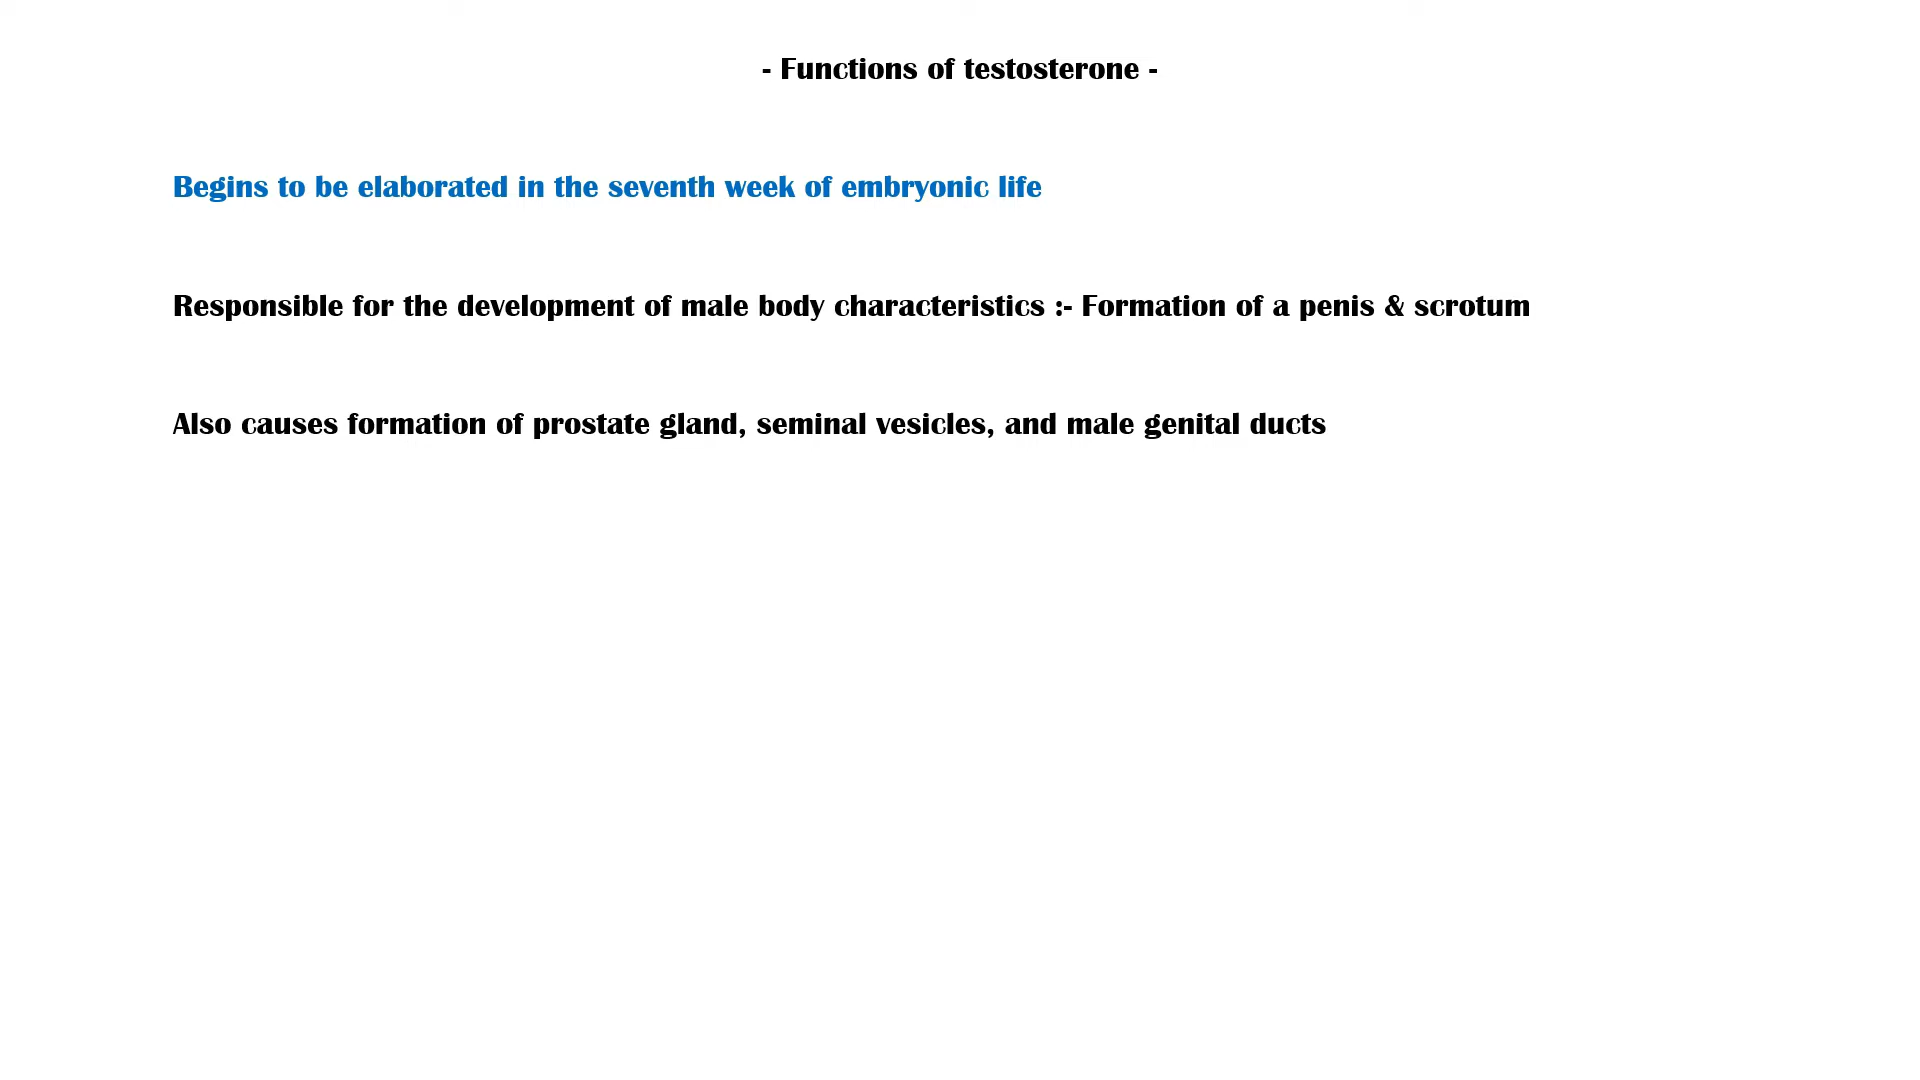 - Functions of testosterone -
Begins to be elaborated in the seventh week of embryonic life
Responsible for the development of male body characteristics :- Formation of a penis & scrotum
Also causes formation of prostate gland, seminal vesicles, and male genital ducts